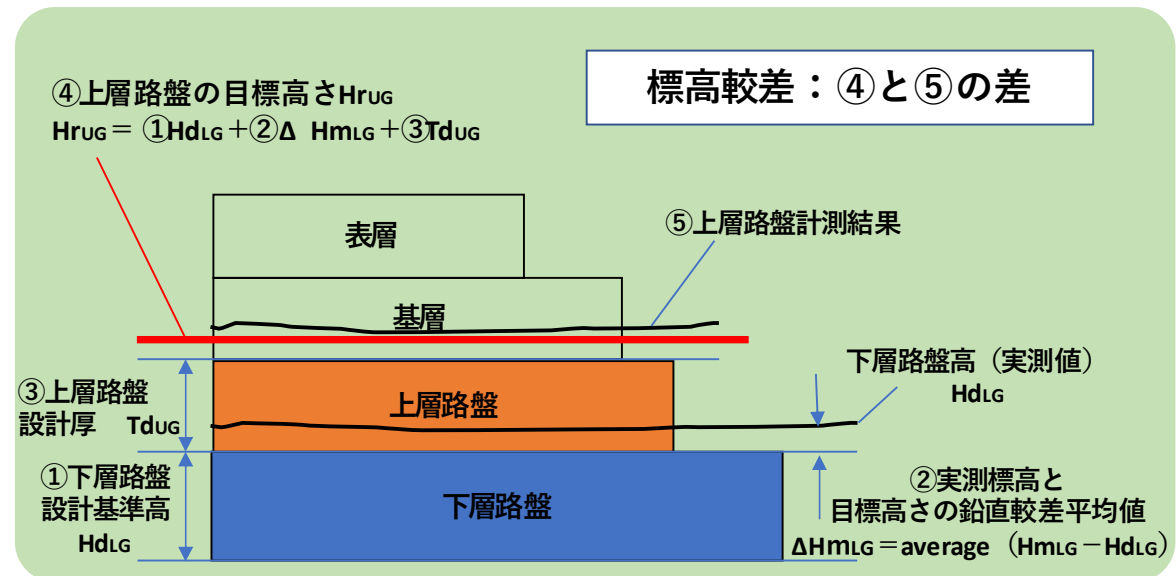 標高較差：④と⑤の差
④上層路盤の目標高さHrUG
HrUG＝ ①HdLG＋②Δ HmLG＋③TdUG
表層
⑤上層路盤計測結果
基層
下層路盤高（実測値）
HdLG
③上層路盤
設計厚 TdUG
上層路盤
①下層路盤
設計基準高
HdLG
下層路盤
②実測標高と
目標高さの鉛直較差平均値
ΔHmLG＝average（HmLG－HdLG）